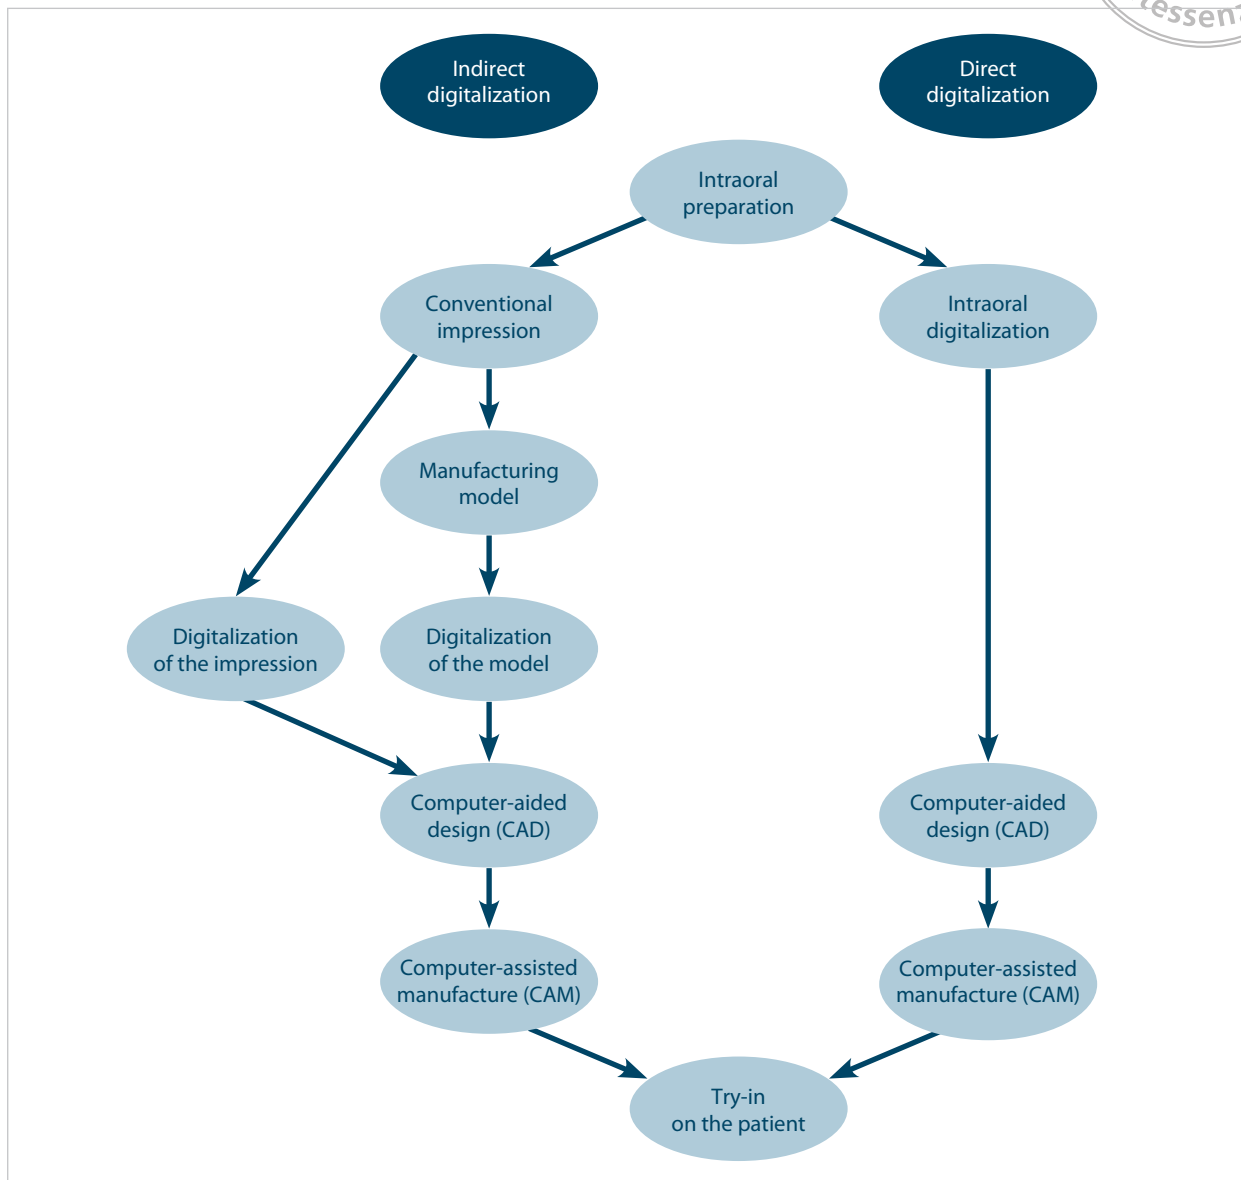 Indirect
digitalization
Direct
digitalization
Intraoral
preparation
Conventional
impression
Intraoral
digitalization
Manufacturing
model
Digitalization
of the impression
Digitalization
of the model
Computer-aided
design (CAD)
Computer-aided
design (CAD)
Computer-assisted
manufacture (CAM)
Computer-assisted
manufacture (CAM)
Try-in
on the patient